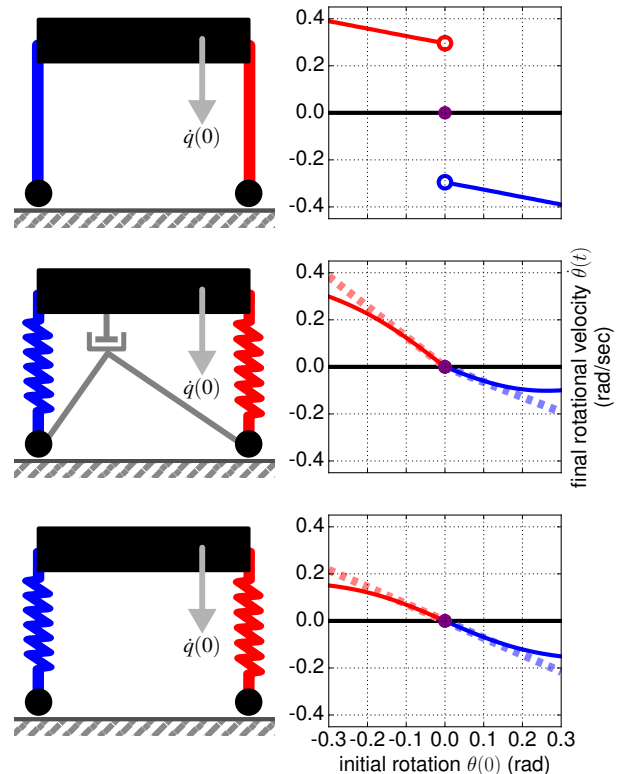 q̇(0)
0.4
0.2
0.0
-0.2
-0.4
q̇(0)
0.4
0.2
0.0
-0.2
-0.4
final rotational velocity θ̇(t)
(rad/sec)
q̇(0)
0.4
0.2
0.0
-0.2
-0.4
-0.3 -0.2 -0.1 0.0 0.1 0.2 0.3
initial rotation θ(0) (rad)